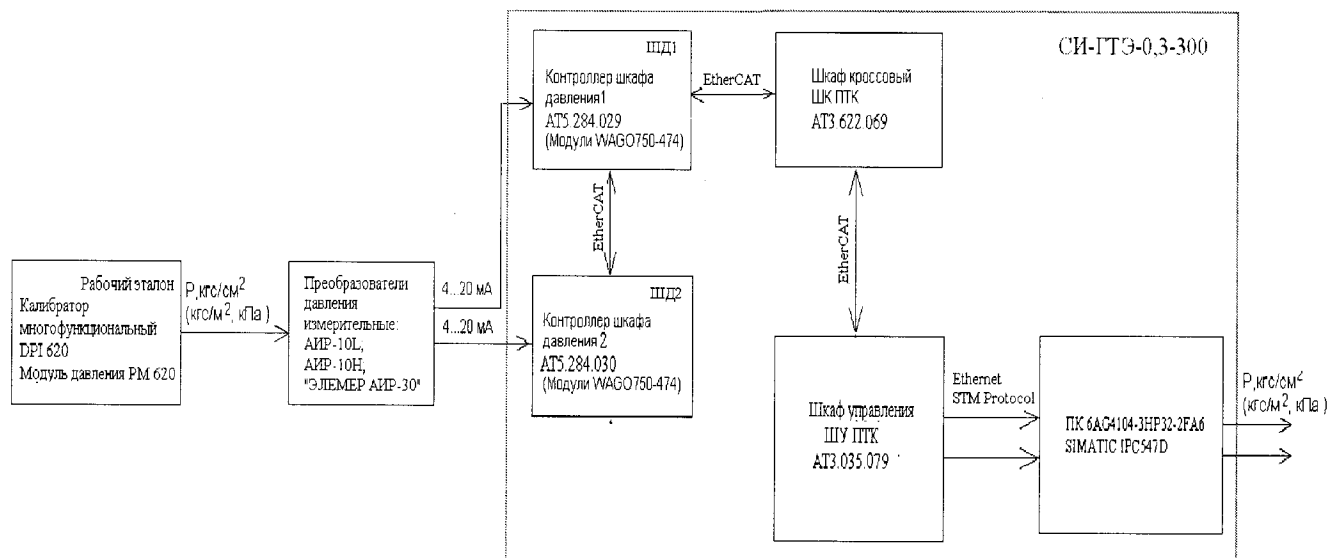 СИ-ГТЭ-0,3-300
ШД1
Контроллер шкафа
давления1
АТ5.284.029
(Модули WAGO750-474)
EtherCAT
Шкаф кроссовый
ШК ПТК
АТ3.622.069
EtherCAT
EtherCAT
Рабочий эталон
Калибратор
многофункциональный
DPI 620
Модуль давления PM 620
Р,кгс/см²
(кгс/м², кПа )
Преобразователи
давления
измерительные:
АИР-10L;
АИР-10Н;
"ЭЛЕМЕР АИР-30"
4...20 мА
4...20 мА
ШД2
Контроллер шкафа
давления 2
АТ5.284.030
(Модули WAGO750-474)
Шкаф управления
ШУ ПТК
АТ3.035.079
Ethernet
STM Protocol
ПК 6AG4104-3HP32-2FA6
SIMATIC IPC547D
Р,кгс/см²
(кгс/м², кПа )